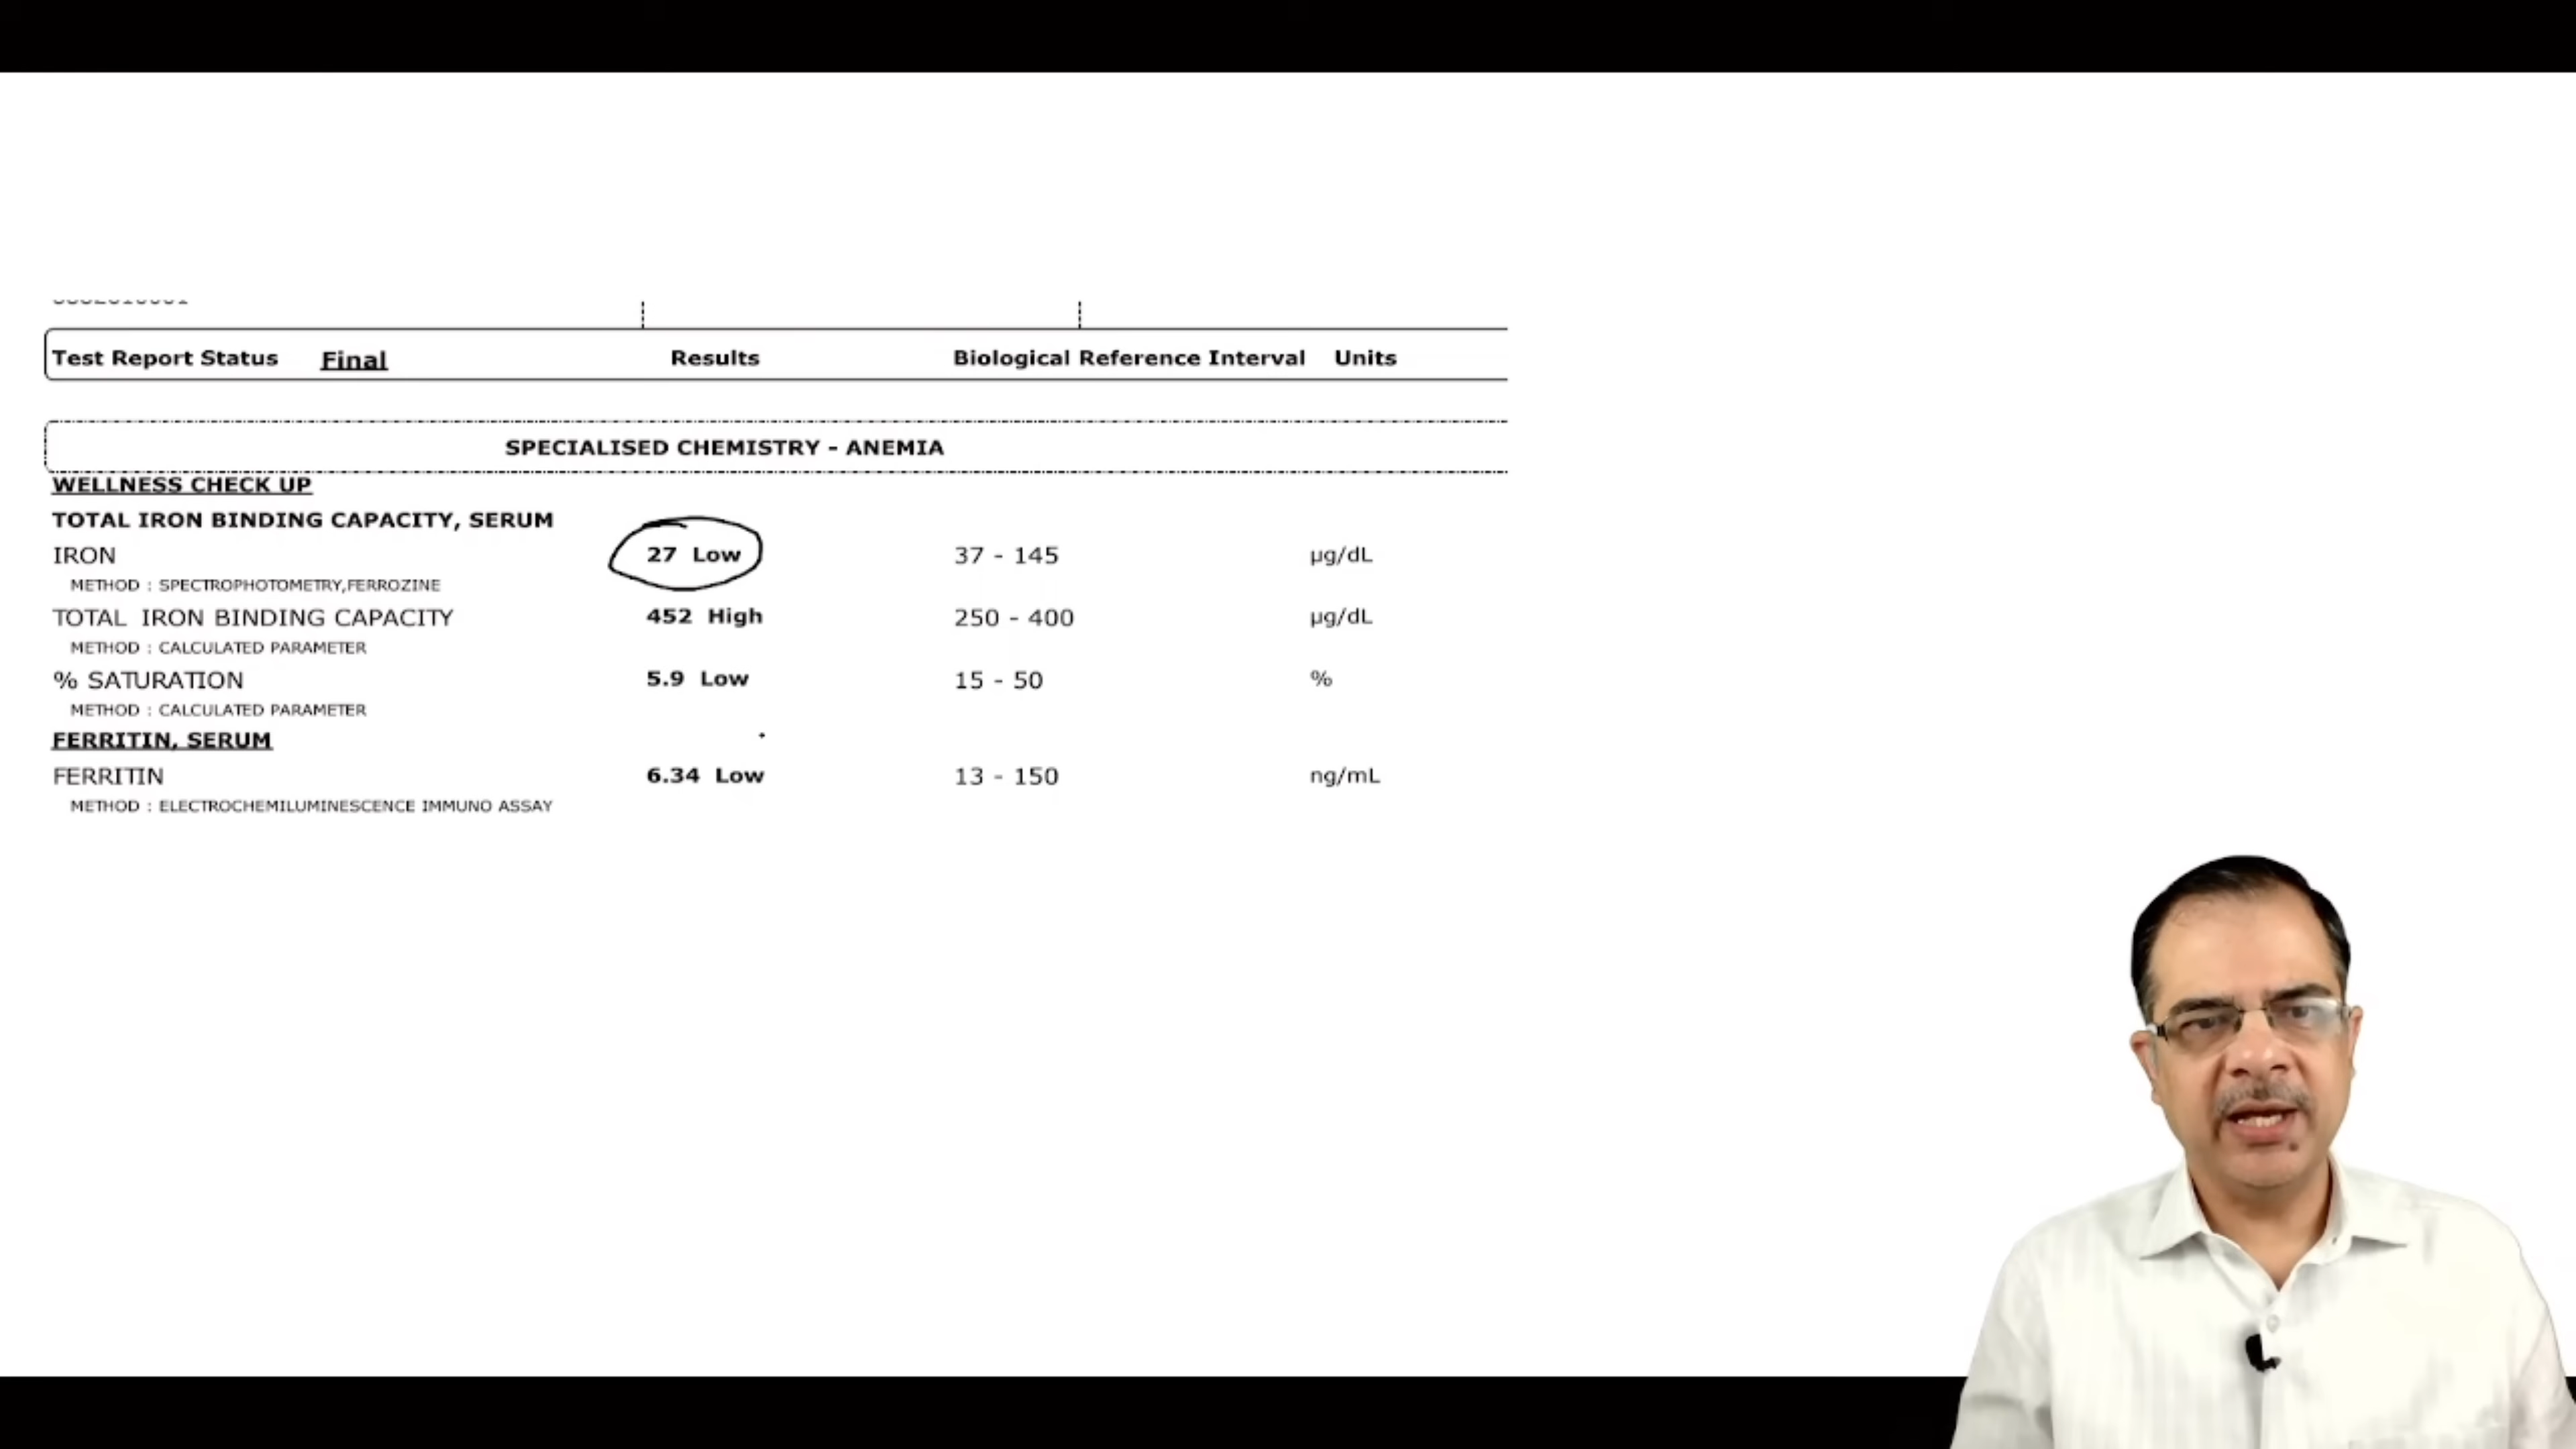 Test Report Status Final Results Biological Reference Interval Units
SPECIALISED CHEMISTRY - ANEMIA
WELLNESS CHECK UP
TOTAL IRON BINDING CAPACITY, SERUM
IRON 27 Low 37 - 145 µg/dL
METHOD : SPECTROPHOTOMETRY,FERROZINE
TOTAL IRON BINDING CAPACITY 452 High 250 - 400 µg/dL
METHOD : CALCULATED PARAMETER
% SATURATION 5.9 Low 15 - 50 %
METHOD : CALCULATED PARAMETER
FERRITIN, SERUM
FERRITIN 6.34 Low 13 - 150 ng/mL
METHOD : ELECTROCHEMILUMINESCENCE IMMUNO ASSAY